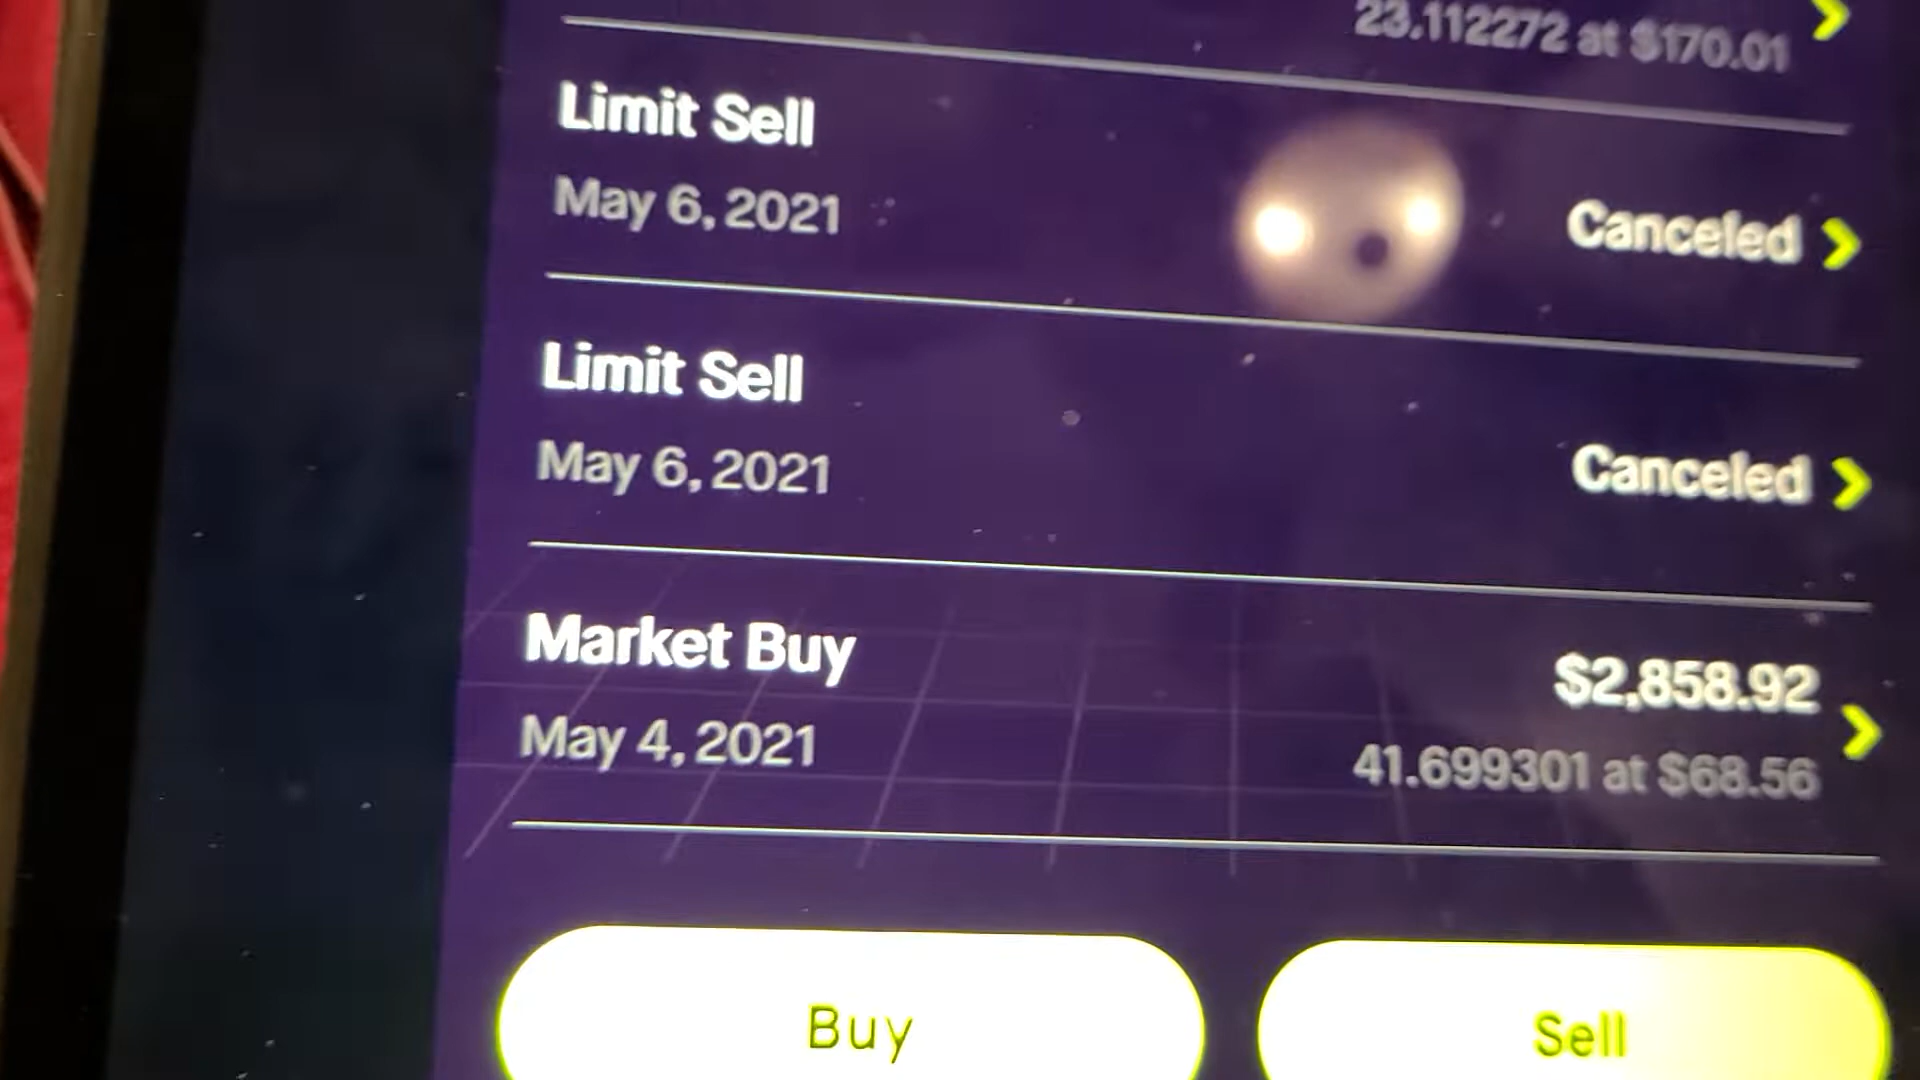 23.112272 at $170.01
Limit Sell
May 6, 2021
Canceled
Limit Sell
May 6, 2021
Canceled
Market Buy
$2,858.92
May 4, 2021
41.699301 at $68.56
Buy
Sell